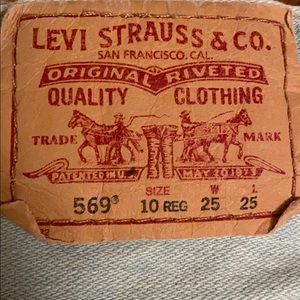 LEVI STRAUSS & CO.
SAN FRANCISCO, CAL.
ORIGINAL RIVETED
QUALITY CLOTHING
TRADE MARK
PATENTED IN U.S. MAY 20 1873
SIZE W L
569 10 REG 25 25